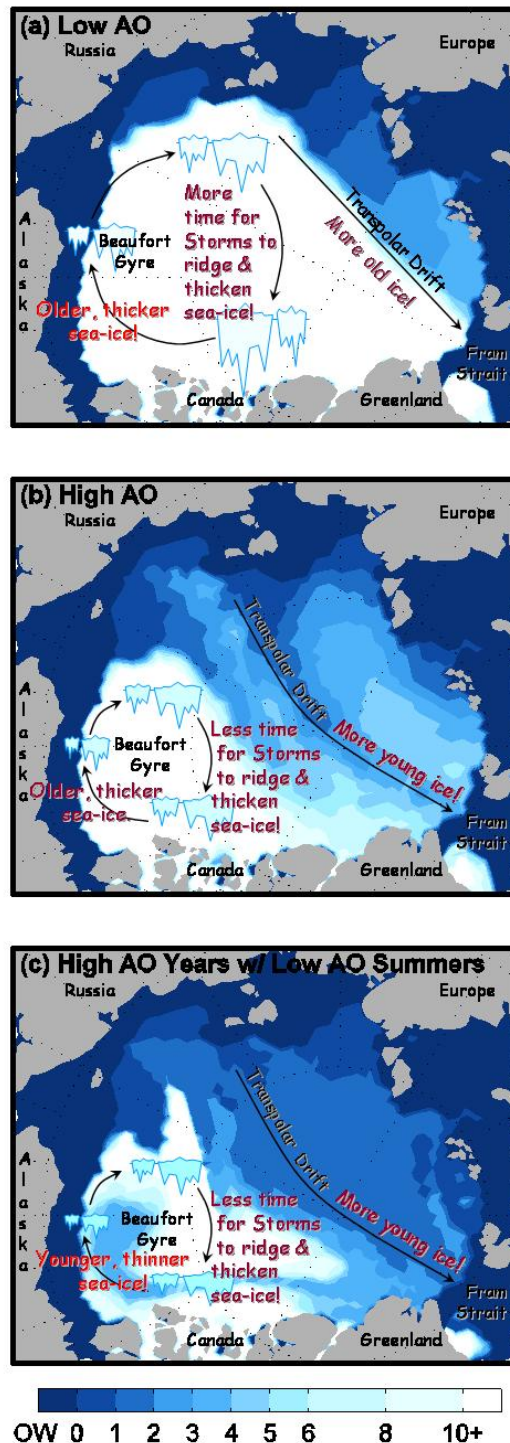 (a) Low AO
Russia
Europe
Alaska
Beaufort
Gyre
More
time for
Storms to
ridge &
thicken
sea-ice!
Transpolar Drift
More old ice!
Older, thicker
sea-ice!
Fram
Strait
Canada
Greenland
(b) High AO
Russia
Europe
Alaska
Transpolar Drift
More young ice!
Beaufort
Gyre
Less time
for Storms
to ridge &
thicken
sea-ice!
Older, thicker
sea-ice.
Fram
Strait
Canada
Greenland
(c) High AO Years w/ Low AO Summers
Russia
Europe
Alaska
Transpolar Drift
More young ice!
Beaufort
Gyre
Less time
for Storms
to ridge &
thicken
sea-ice!
Younger, thinner
sea-ice!
Fram
Strait
Canada
Greenland
OW 0 1 2 3 4 5 6 8 10+